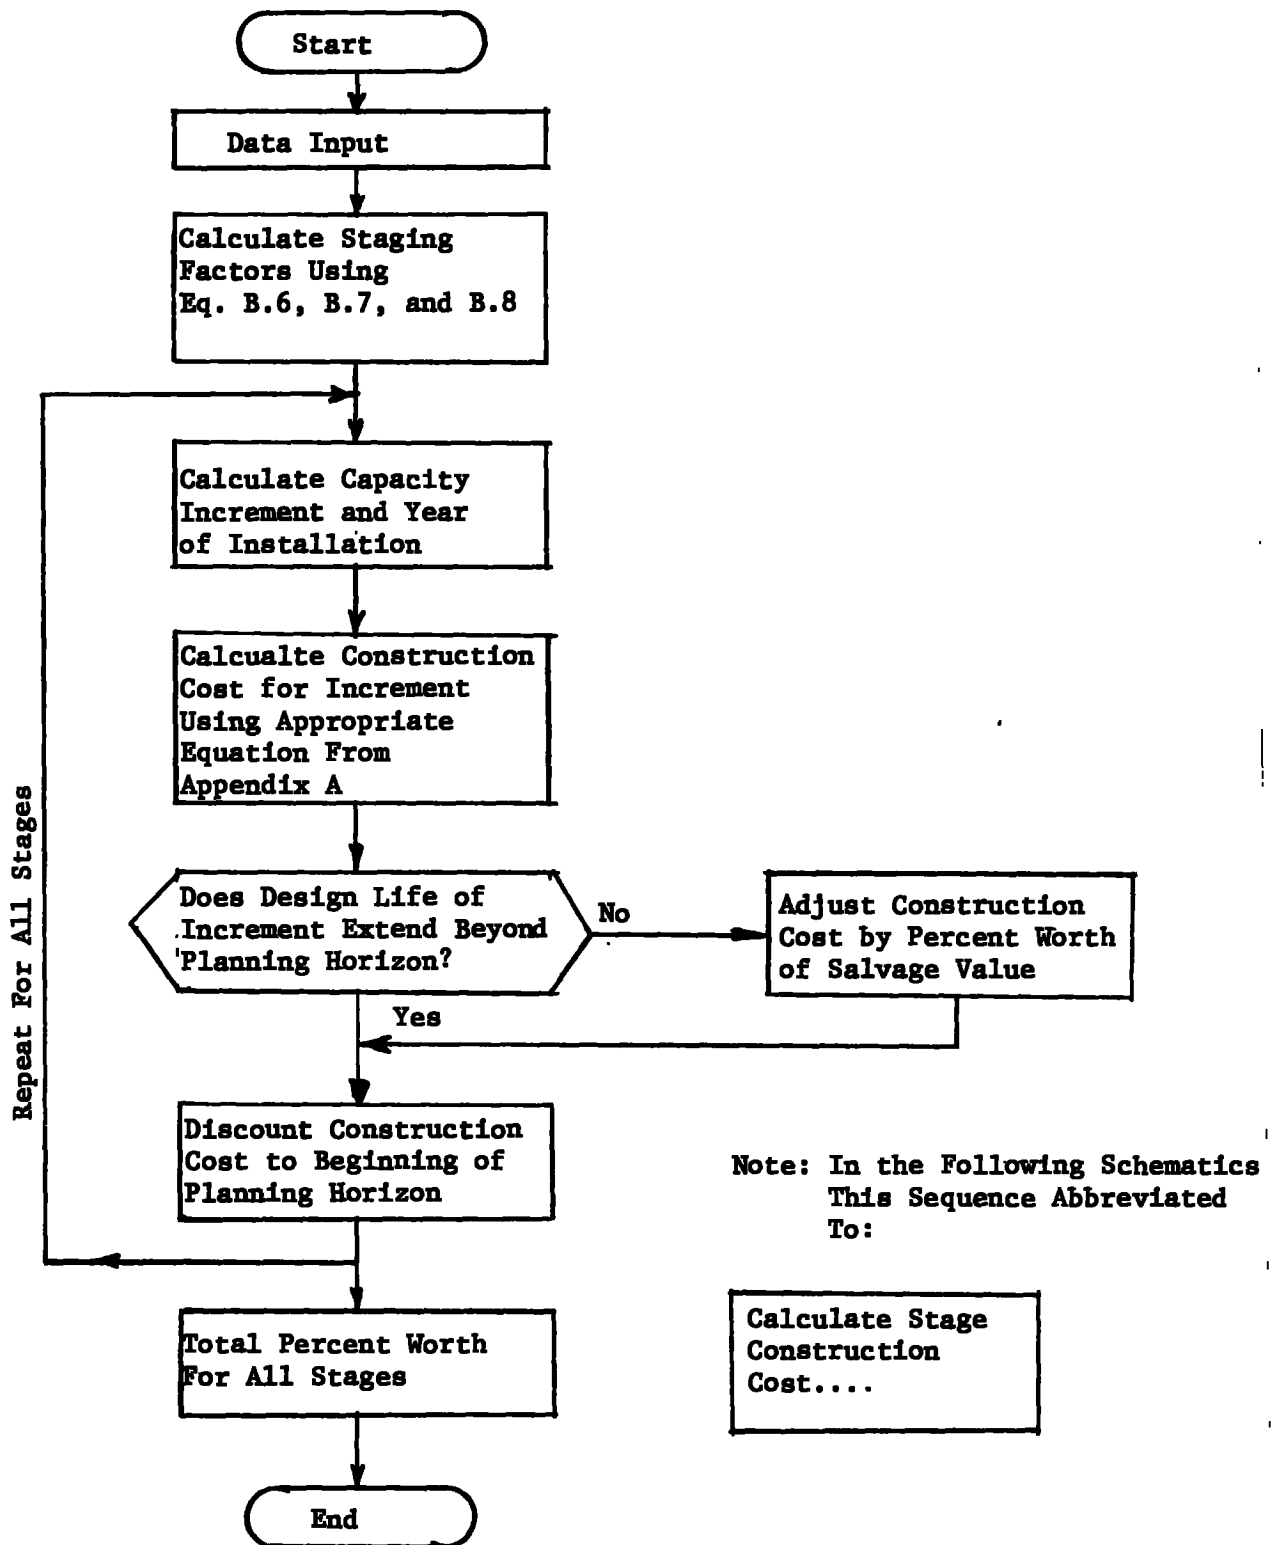 Start
Data Input
Calculate Staging
Factors Using
Eq. B.6, B.7, and B.8
Calculate Capacity
Increment and Year
of Installation
Calcualte Construction
Cost for Increment
Using Appropriate
Equation From
Appendix A
Repeat For All Stages
Does Design Life of
Increment Extend Beyond
Planning Horizon?
No
Adjust Construction
Cost by Percent Worth
of Salvage Value
Yes
Discount Construction
Cost to Beginning of
Planning Horizon
Note: In the Following Schematics
This Sequence Abbreviated
To:
Calculate Stage
Construction
Cost....
Total Percent Worth
For All Stages
End